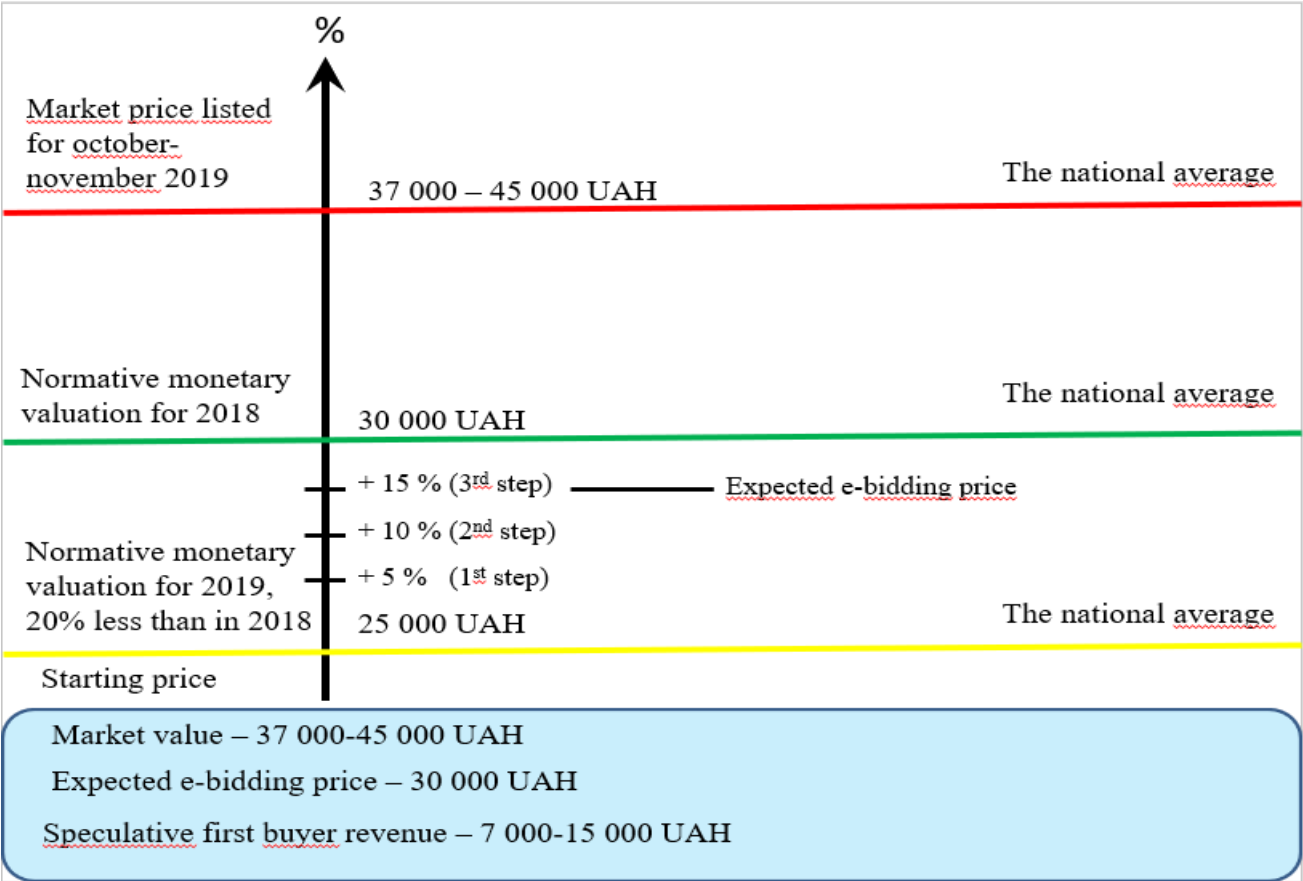 %
Market price listed
for october-
november 2019
37 000 – 45 000 UAH
The national average
Normative monetary
valuation for 2018
30 000 UAH
The national average
+ 15 % (3rd step)
Expected e-bidding price
+ 10 % (2nd step)
+ 5 % (1st step)
Normative monetary
valuation for 2019,
20% less than in 2018
25 000 UAH
The national average
Starting price
Market value – 37 000-45 000 UAH
Expected e-bidding price – 30 000 UAH
Speculative first buyer revenue – 7 000-15 000 UAH